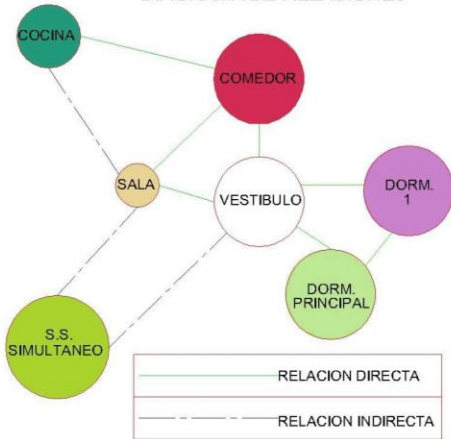 COCINA
COMEDOR
SALA
VESTIBULO
DORM.
1
DORM.
PRINCIPAL
S.S.
SIMULTANEO
RELACION DIRECTA
RELACION INDIRECTA